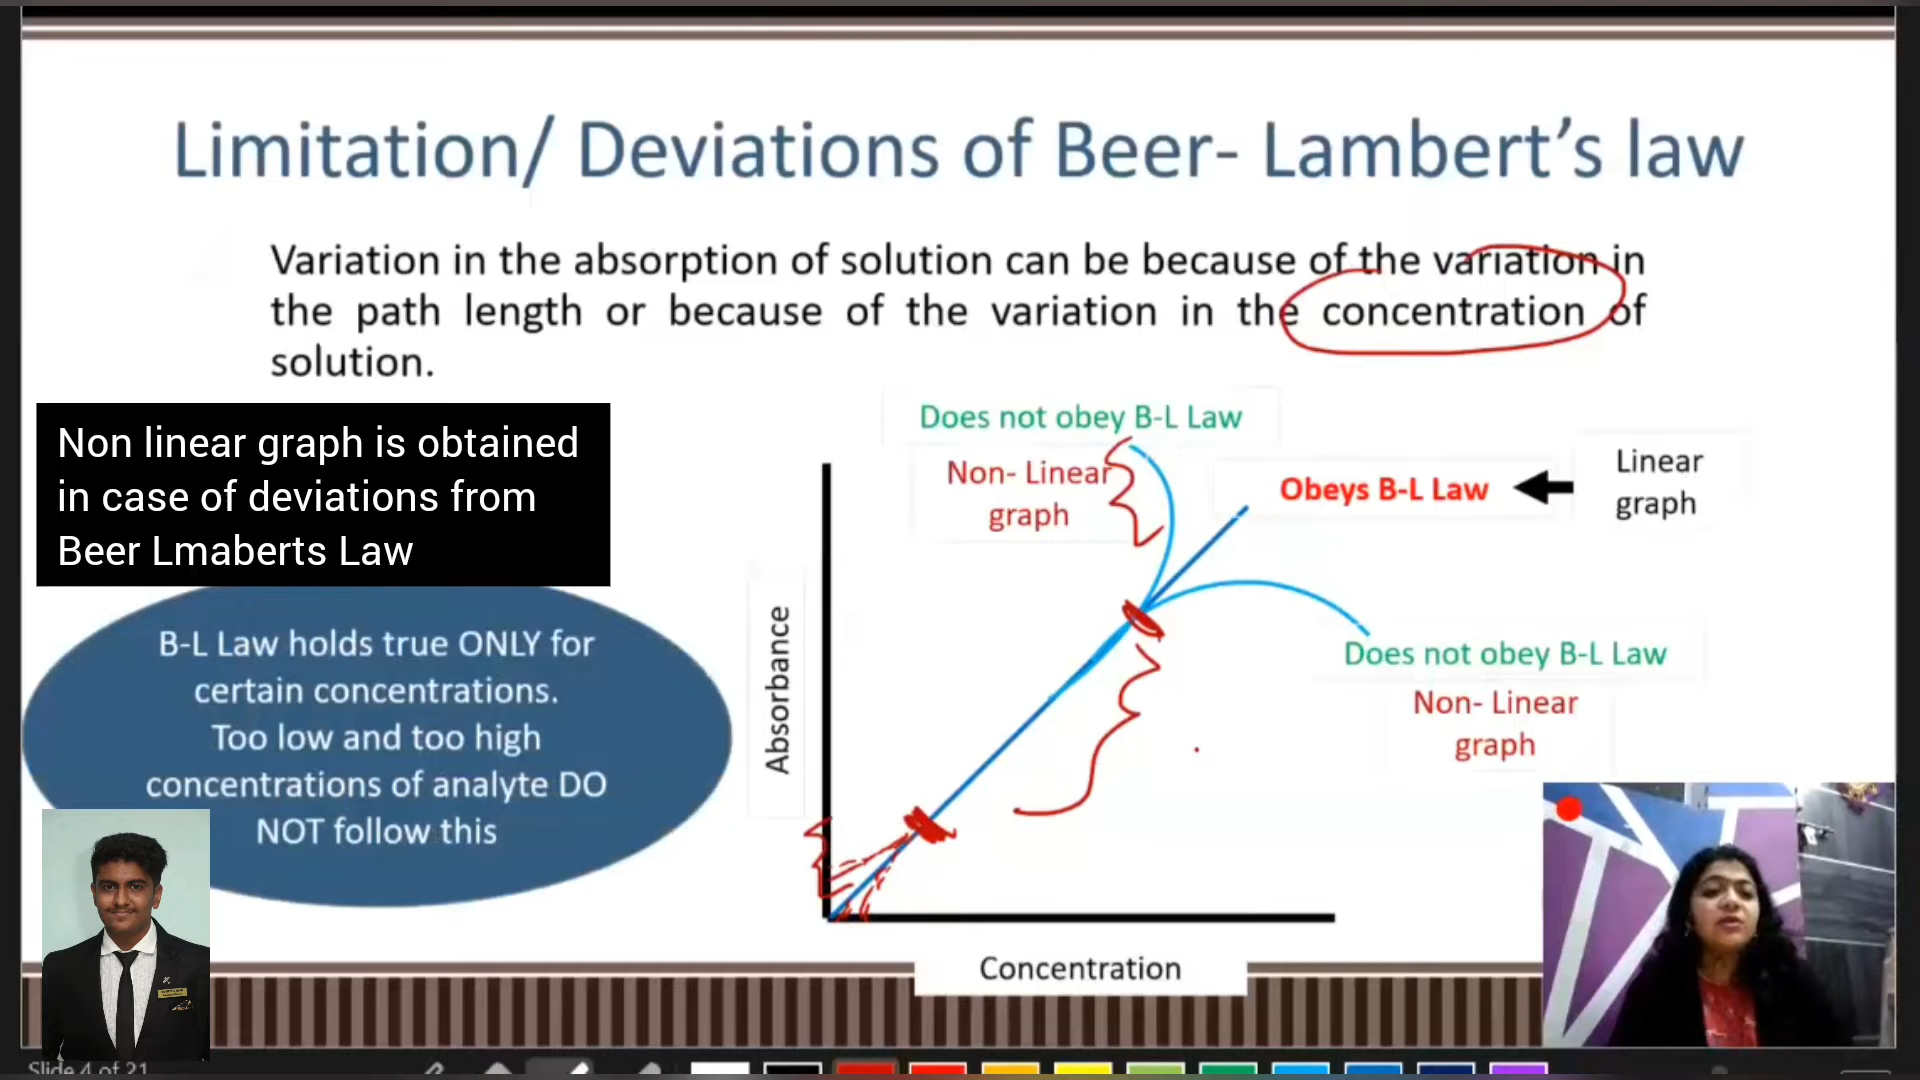 Limitation/ Deviations of Beer- Lambert’s law
Variation in the absorption of solution can be because of the variation in
the path length or because of the variation in the concentration of
solution.
Non linear graph is obtained
in case of deviations from
Beer Lmaberts Law
B-L Law holds true ONLY for
certain concentrations.
Too low and too high
concentrations of analyte DO
NOT follow this
Does not obey B-L Law
Non- Linear
graph
Obeys B-L Law
Linear
graph
Absorbance
Does not obey B-L Law
Non- Linear
graph
Concentration
Slide 4 of 21